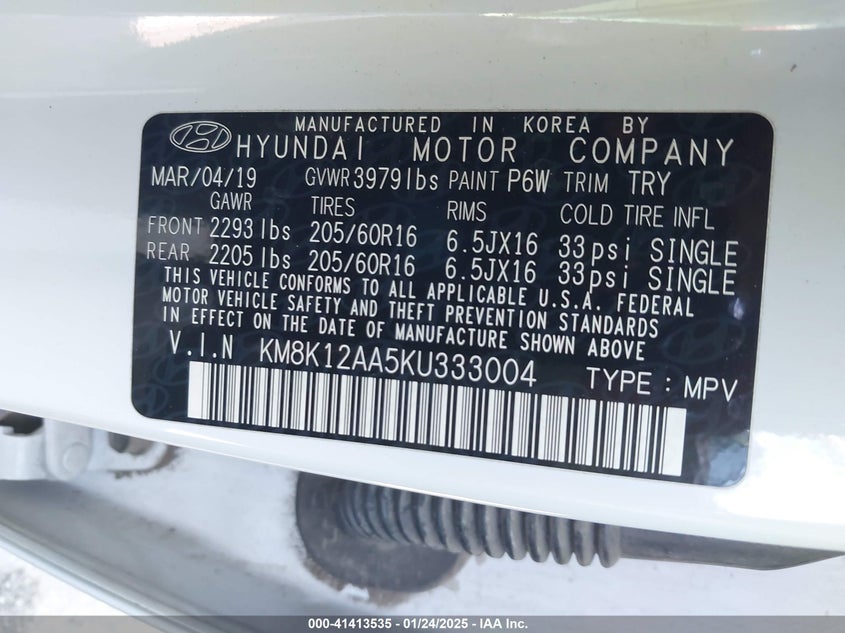 MANUFACTURED IN KOREA BY
HYUNDAI MOTOR COMPANY
MAR/04/19 GVWR 3979lbs PAINT P6W TRIM TRY
GAWR TIRES RIMS COLD TIRE INFL
FRONT 2293 lbs 205/60R16 6.5JX16 33psi SINGLE
REAR 2205 lbs 205/60R16 6.5JX16 33psi SINGLE
THIS VEHICLE CONFORMS TO ALL APPLICABLE U.S.A. FEDERAL
MOTOR VEHICLE SAFETY AND THEFT PREVENTION STANDARDS
IN EFFECT ON THE DATE OF MANUFACTURE SHOWN ABOVE
V.I.N KM8K12AA5KU333004 TYPE : MPV
000-41413535 - 01/24/2025 - IAA Inc.